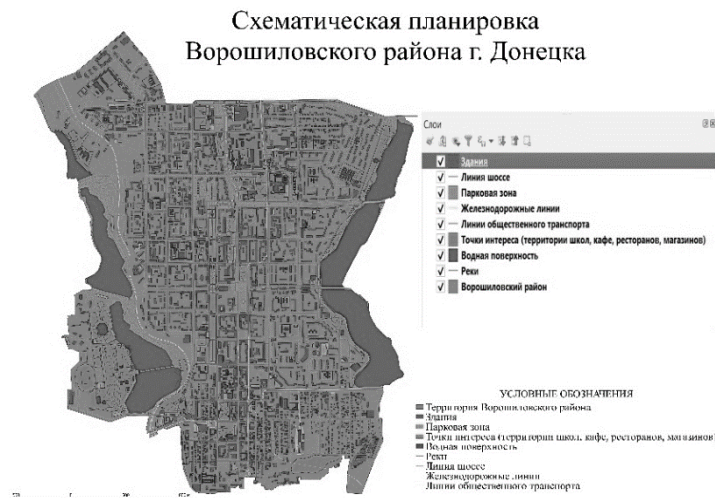 Схематическая планировка
Ворошиловского района г. Донецка
Слои
Здания
Линия шоссе
Парковая зона
Железнодорожные линии
Линии общественного транспорта
Точки интереса (территории школ, кафе, ресторанов, магазинов)
Водная поверхность
Реки
Ворошиловский район
УСЛОВНЫЕ ОБОЗНАЧЕНИЯ
Территория Ворошиловского района
Здания
Парковая зона
Точки интереса (территории школ, кафе, ресторанов, магазинов)
Водная поверхность
Реки
Линия шоссе
Железнодорожные линии
Линии общественного транспорта